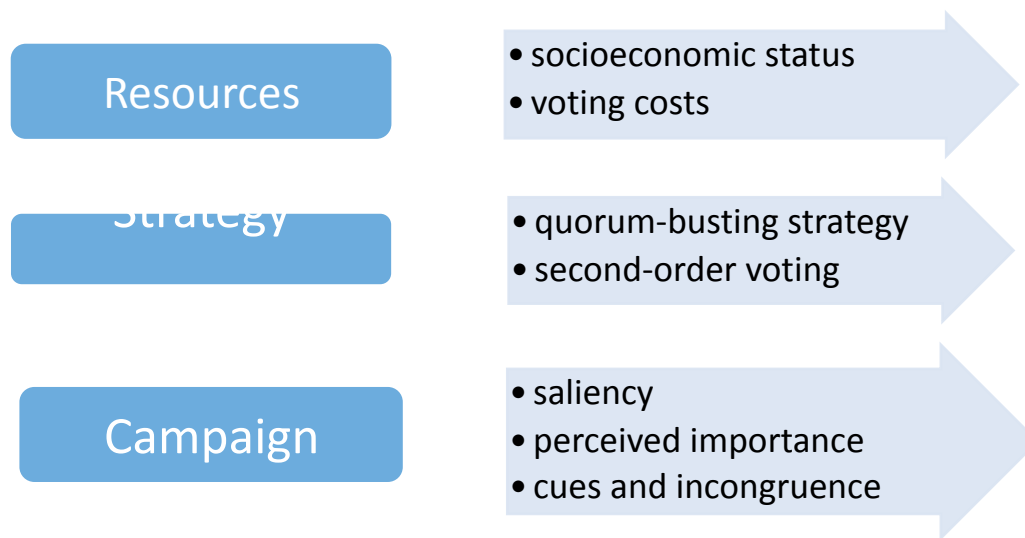 Resources
• socioeconomic status
• voting costs
Strategy
• quorum-busting strategy
• second-order voting
Campaign
• saliency
• perceived importance
• cues and incongruence